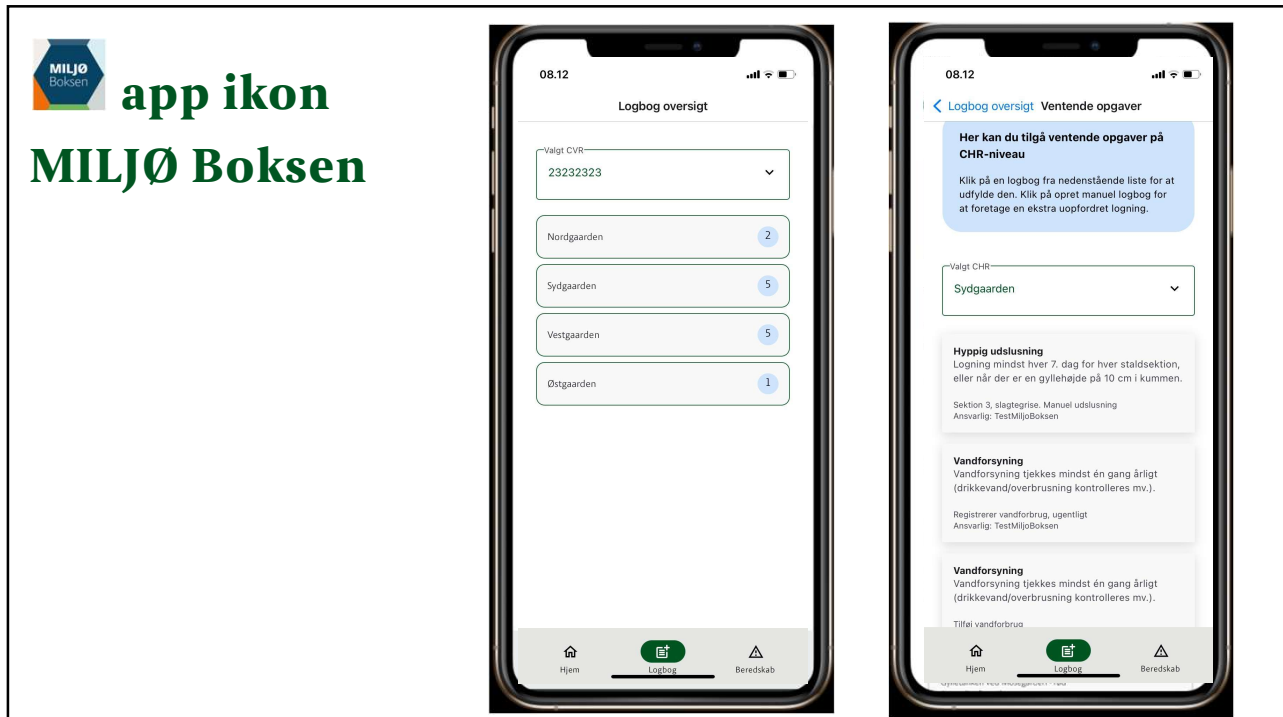 MILJØ
Boksen
app ikon
MILJØ Boksen
08.12
Logbog oversigt
Valgt CVR
23232323
Nordgaarden
2
Sydgaarden
5
Vestgaarden
5
Østgaarden
1
Hjem
Logbog
Beredskab
08.12
Logbog oversigt Ventende opgaver
Her kan du tilgå ventende opgaver på
CHR-niveau
Klik på en logbog fra nedenstående liste for at
udfylde den. Klik på opret manuel logbog for
at foretage en ekstra uopfordret logning.
Valgt CHR
Sydgaarden
Hyppig udslusning
Logning mindst hver 7. dag for hver staldsektion,
eller når der er en gyllehøjde på 10 cm i kummen.
Sektion 3, slagtegrise. Manuel udslusning
Ansvarlig: TestMiljoBoksen
Vandforsyning
Vandforsyning tjekkes mindst én gang årligt
(drikkevand/overbrusning kontrolleres mv.).
Registrerer vandforbrug, ugentligt
Ansvarlig: TestMiljoBoksen
Vandforsyning
Vandforsyning tjekkes mindst én gang årligt
(drikkevand/overbrusning kontrolleres mv.).
Tilføj vandforbrug
Hjem
Logbog
Beredskab